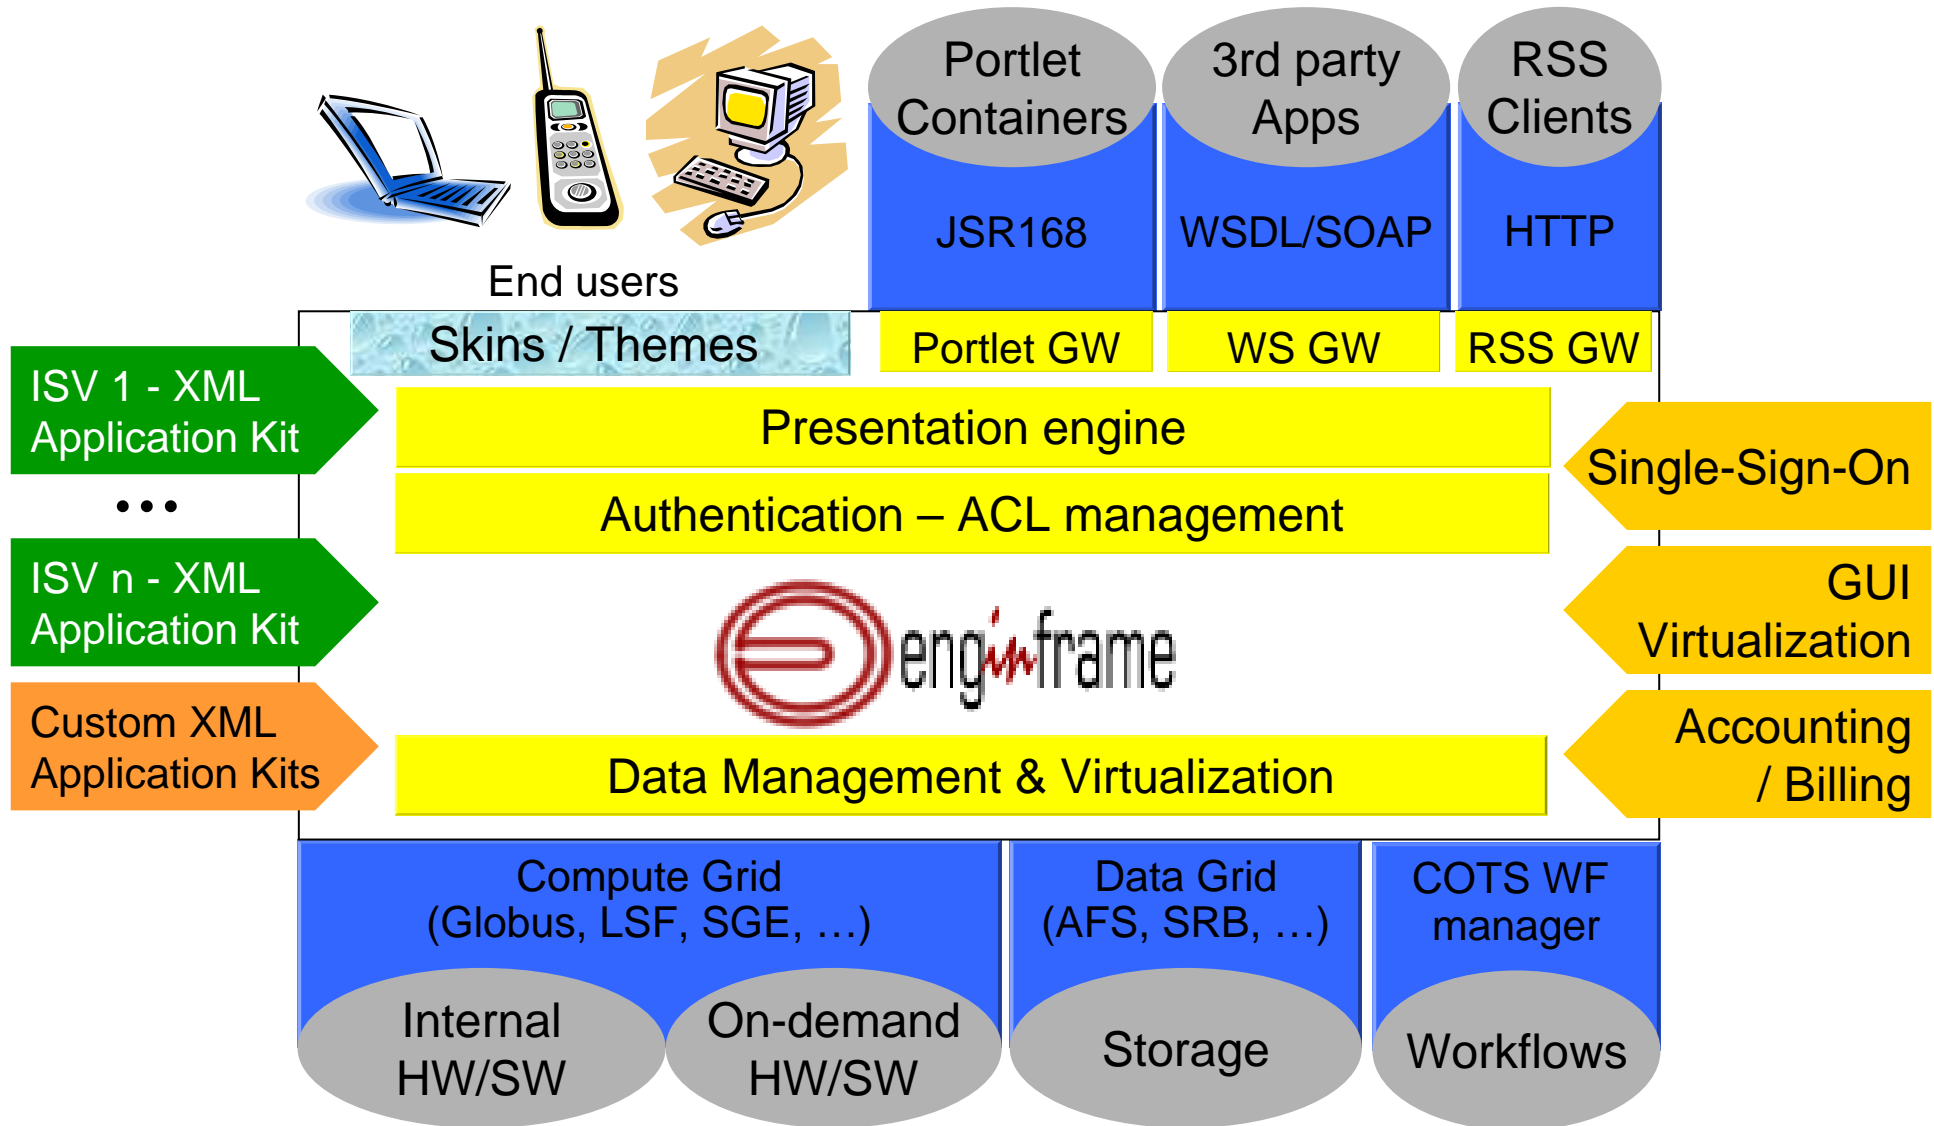 Portlet
Containers
3rd party
Apps
RSS
Clients
JSR168
WSDL/SOAP
HTTP
End users
Skins / Themes
Portlet GW
WS GW
RSS GW
ISV 1 - XML
Application Kit
Presentation engine
Single-Sign-On
...
Authentication – ACL management
ISV n - XML
Application Kit
GUI
Virtualization
enginframe
Custom XML
Application Kits
Data Management & Virtualization
Accounting
/ Billing
Compute Grid
(Globus, LSF, SGE, …)
Data Grid
(AFS, SRB, …)
COTS WF
manager
Internal
HW/SW
On-demand
HW/SW
Storage
Workflows